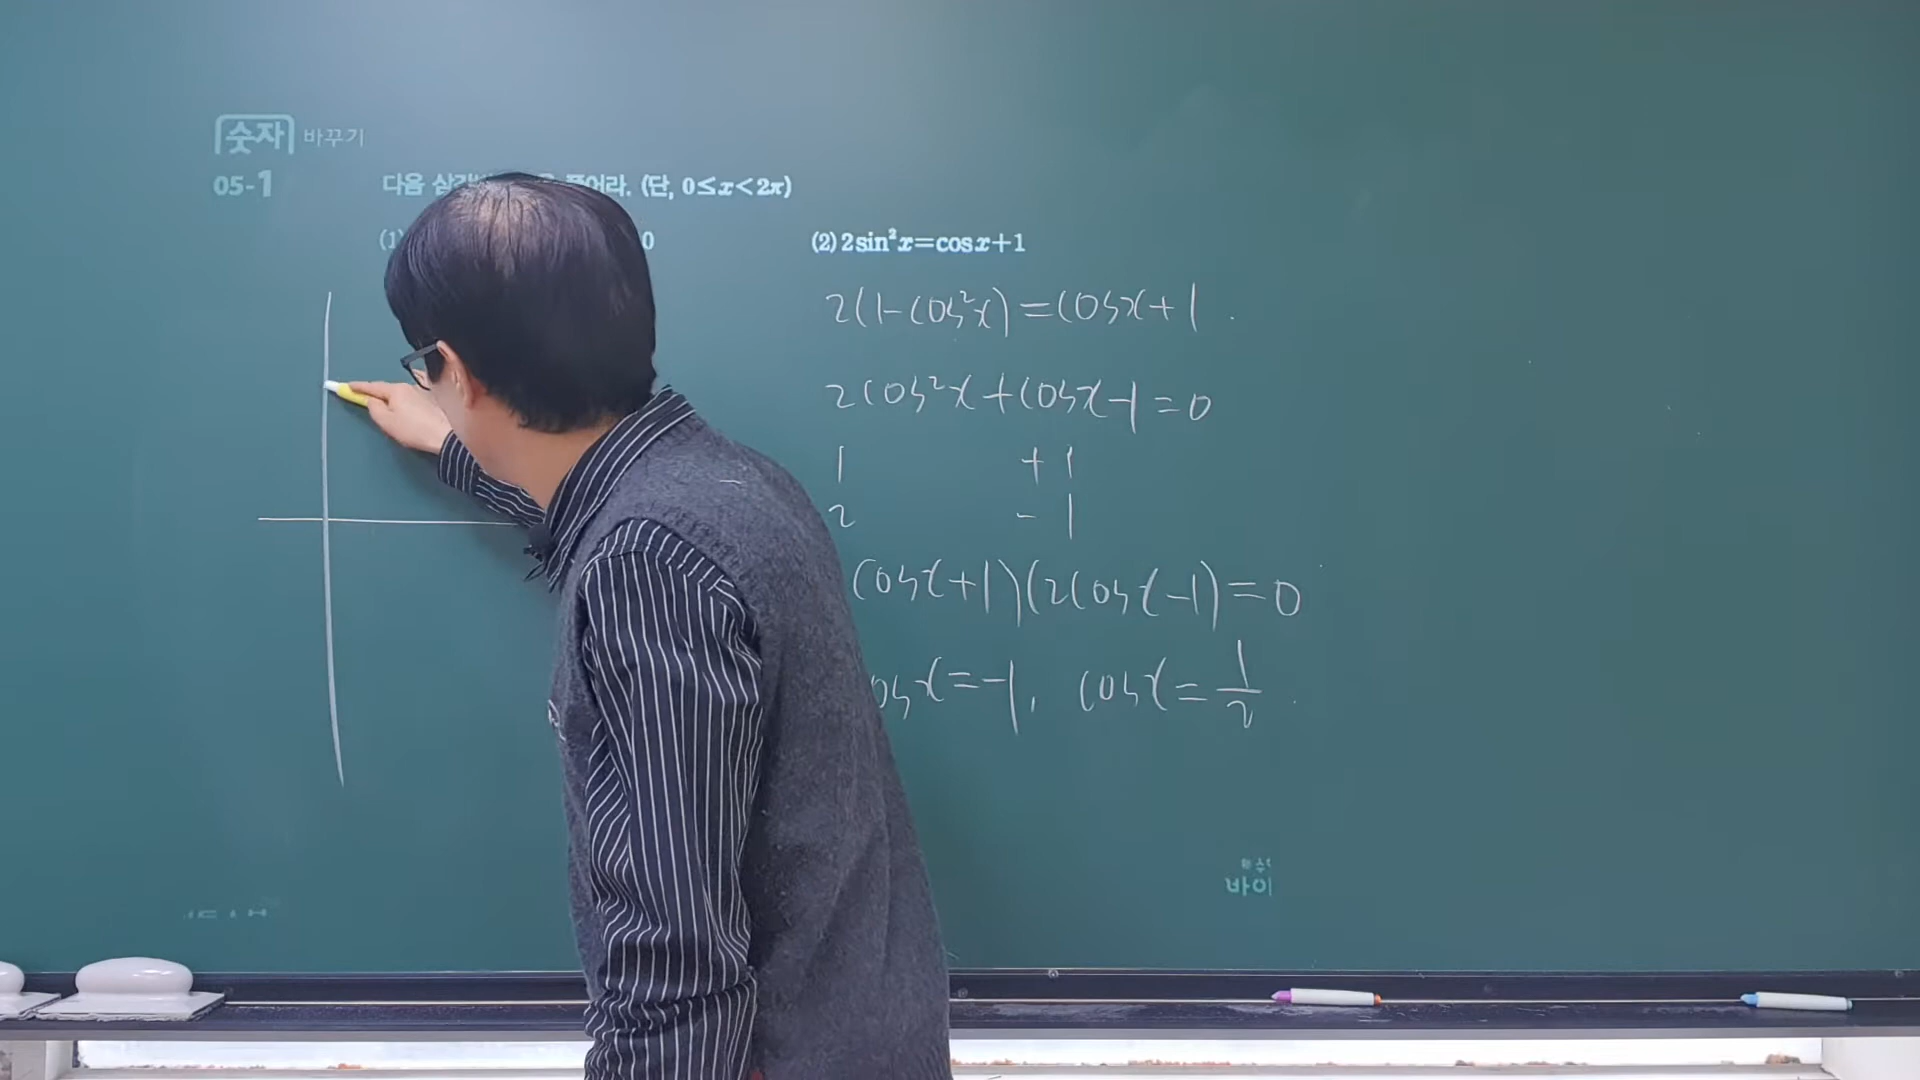 숫자 바꾸기
05-1 다음 풀어라. (단, 0≤x<2π)
(1) 0
(2) 2sin²x=cosx+1
2(1-cos²x)=cosx+1
2cos²x+cosx-1=0
1 +1
2 -1
cosx+1)(2cosx-1)=0
cosx=-1, cosx=1/2
바이